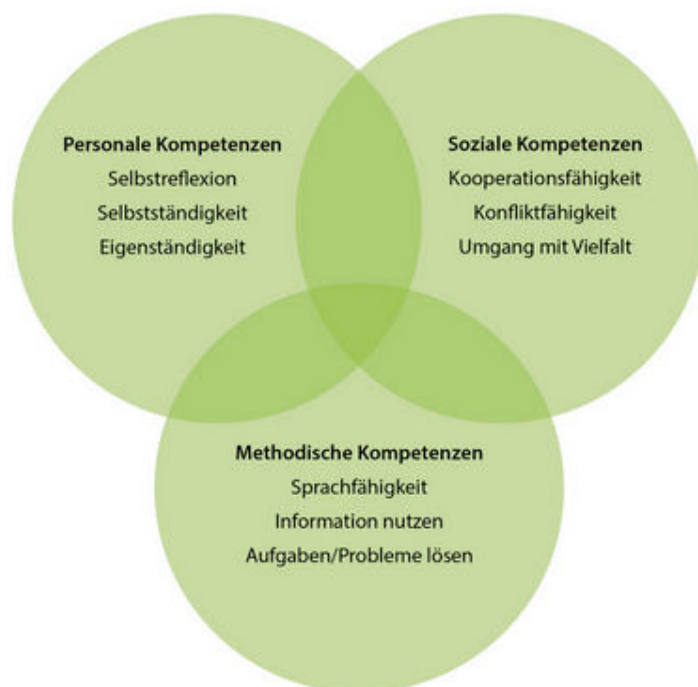 Personale Kompetenzen
Selbstreflexion
Selbstständigkeit
Eigenständigkeit
Soziale Kompetenzen
Kooperationsfähigkeit
Konfliktfähigkeit
Umgang mit Vielfalt
Methodische Kompetenzen
Sprachfähigkeit
Information nutzen
Aufgaben/Probleme lösen